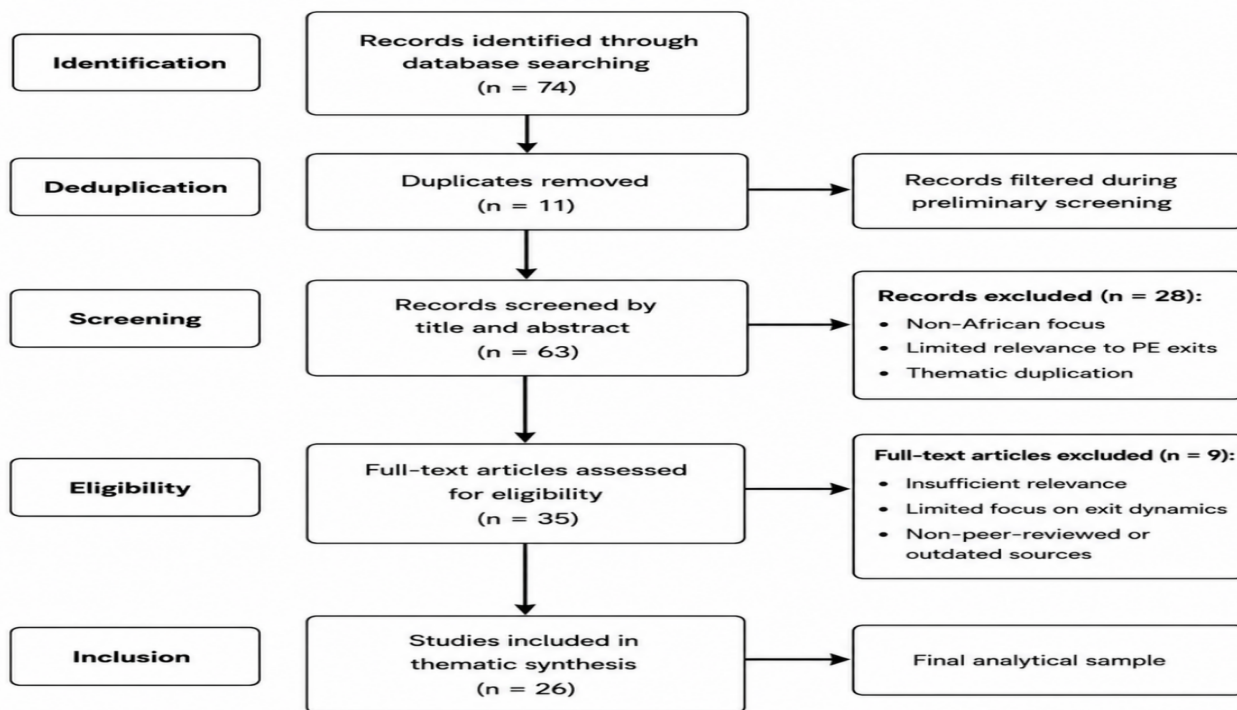 Identification
Records identified through
database searching
(n = 74)
Deduplication
Duplicates removed
(n = 11)
Records filtered during
preliminary screening
Screening
Records screened by
title and abstract
(n = 63)
Records excluded (n = 28):
• Non-African focus
• Limited relevance to PE exits
• Thematic duplication
Eligibility
Full-text articles assessed
for eligibility
(n = 35)
Full-text articles excluded (n = 9):
• Insufficient relevance
• Limited focus on exit dynamics
• Non-peer-reviewed or
outdated sources
Inclusion
Studies included in
thematic synthesis
(n = 26)
Final analytical sample